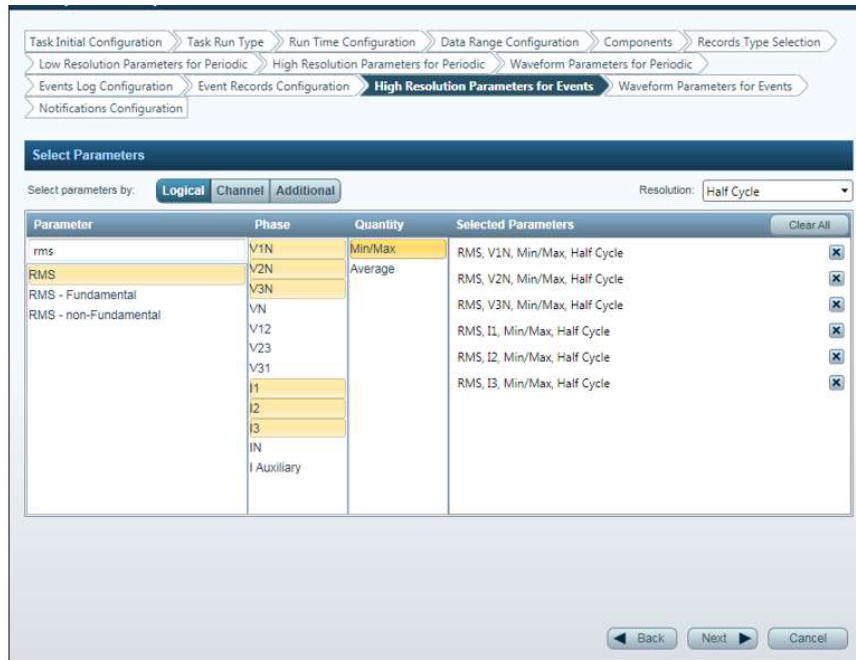 Task Initial Configuration Task Run Type Run Time Configuration Data Range Configuration Components Records Type Selection
Low Resolution Parameters for Periodic High Resolution Parameters for Periodic Waveform Parameters for Periodic
Events Log Configuration Event Records Configuration High Resolution Parameters for Events Waveform Parameters for Events
Notifications Configuration
Select Parameters
Select parameters by: Logical Channel Additional Resolution: Half Cycle
Parameter Phase Quantity Selected Parameters Clear All
rms
RMS
RMS - Fundamental
RMS - non-Fundamental
V1N
V2N
V3N
VN
V12
V23
V31
I1
I2
I3
IN
I Auxiliary
Min/Max
Average
RMS, V1N, Min/Max, Half Cycle
RMS, V2N, Min/Max, Half Cycle
RMS, V3N, Min/Max, Half Cycle
RMS, I1, Min/Max, Half Cycle
RMS, I2, Min/Max, Half Cycle
RMS, I3, Min/Max, Half Cycle
Back Next Cancel